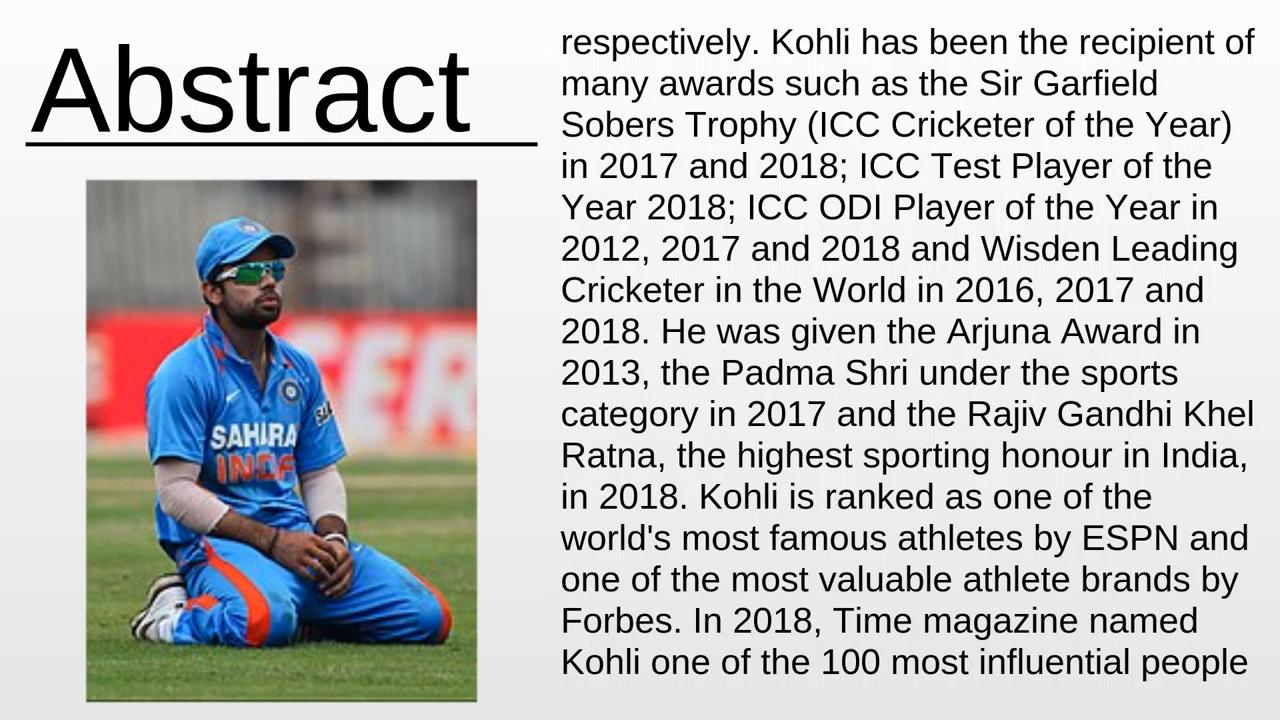 Abstract
respectively. Kohli has been the recipient of
many awards such as the Sir Garfield
Sobers Trophy (ICC Cricketer of the Year)
in 2017 and 2018; ICC Test Player of the
Year 2018; ICC ODI Player of the Year in
2012, 2017 and 2018 and Wisden Leading
Cricketer in the World in 2016, 2017 and
2018. He was given the Arjuna Award in
2013, the Padma Shri under the sports
category in 2017 and the Rajiv Gandhi Khel
Ratna, the highest sporting honour in India,
in 2018. Kohli is ranked as one of the
world's most famous athletes by ESPN and
one of the most valuable athlete brands by
Forbes. In 2018, Time magazine named
Kohli one of the 100 most influential people
SAHARA
INDIA